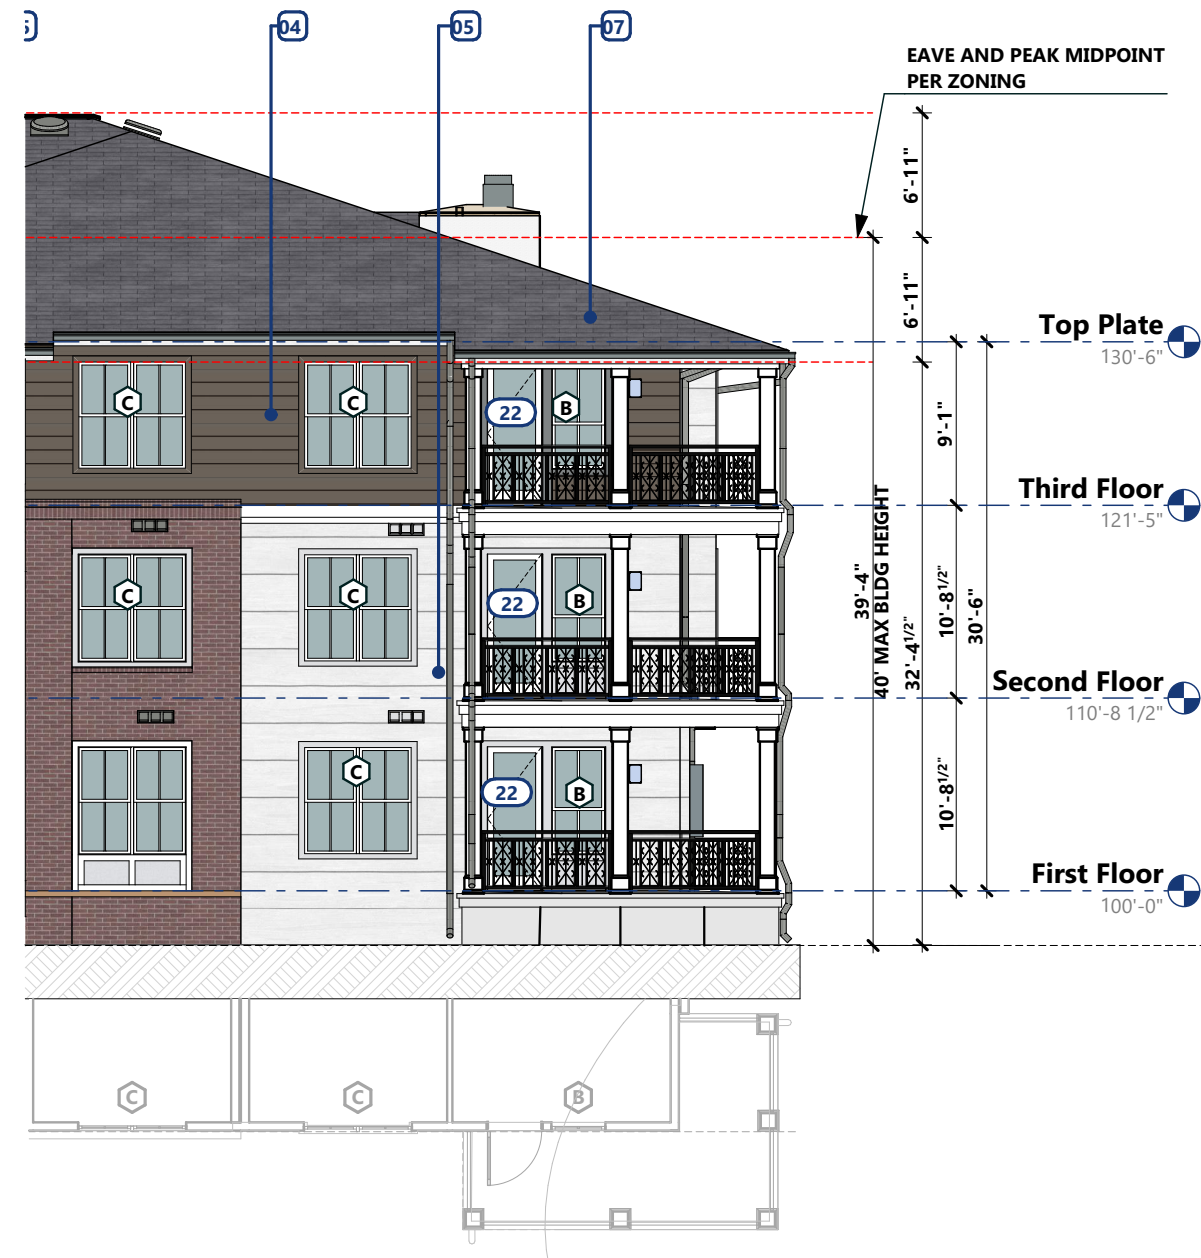 04
05
07
EAVE AND PEAK MIDPOINT
PER ZONING
6'-11"
6'-11"
Top Plate
130'-6"
C
C
22
B
9'-1"
Third Floor
121'-5"
39'-4"
40' MAX BLDG HEIGHT
32'-4 1/2"
10'-8 1/2"
30'-6"
C
C
22
B
Second Floor
110'-8 1/2"
C
22
B
10'-8 1/2"
First Floor
100'-0"
C
C
B